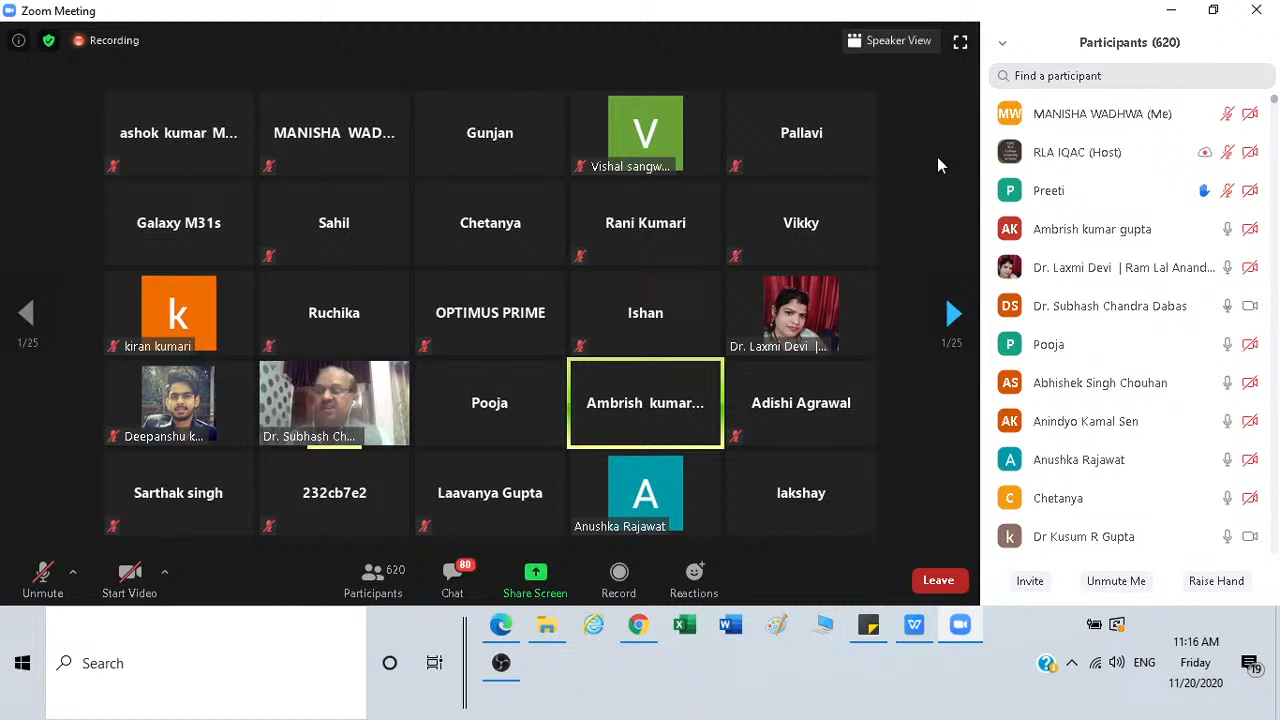 Zoom Meeting
Recording
Speaker View
ashok kumar M...
MANISHA WAD...
Gunjan
V
Vishal sangw...
Pallavi
Galaxy M31s
Sahil
Chetanya
Rani Kumari
Vikky
k
kiran kumari
Ruchika
OPTIMUS PRIME
Ishan
Dr. Laxmi Devi |...
1/25
1/25
Deepanshu k...
Dr. Subhash Ch...
Pooja
Ambrish kumar...
Adishi Agrawal
Sarthak singh
232cb7e2
Laavanya Gupta
A
Anushka Rajawat
lakshay
Unmute
Start Video
620
Participants
80
Chat
Share Screen
Record
Reactions
Leave
Participants (620)
Find a participant
MW MANISHA WADHWA (Me)
RLA IQAC (Host)
P Preeti
AK Ambrish kumar gupta
Dr. Laxmi Devi | Ram Lal Anand...
DS Dr. Subhash Chandra Dabas
P Pooja
AS Abhishek Singh Chouhan
AK Anindyo Kamal Sen
A Anushka Rajawat
C Chetanya
k Dr Kusum R Gupta
Invite
Unmute Me
Raise Hand
Search
ENG
11:16 AM
Friday
11/20/2020
19